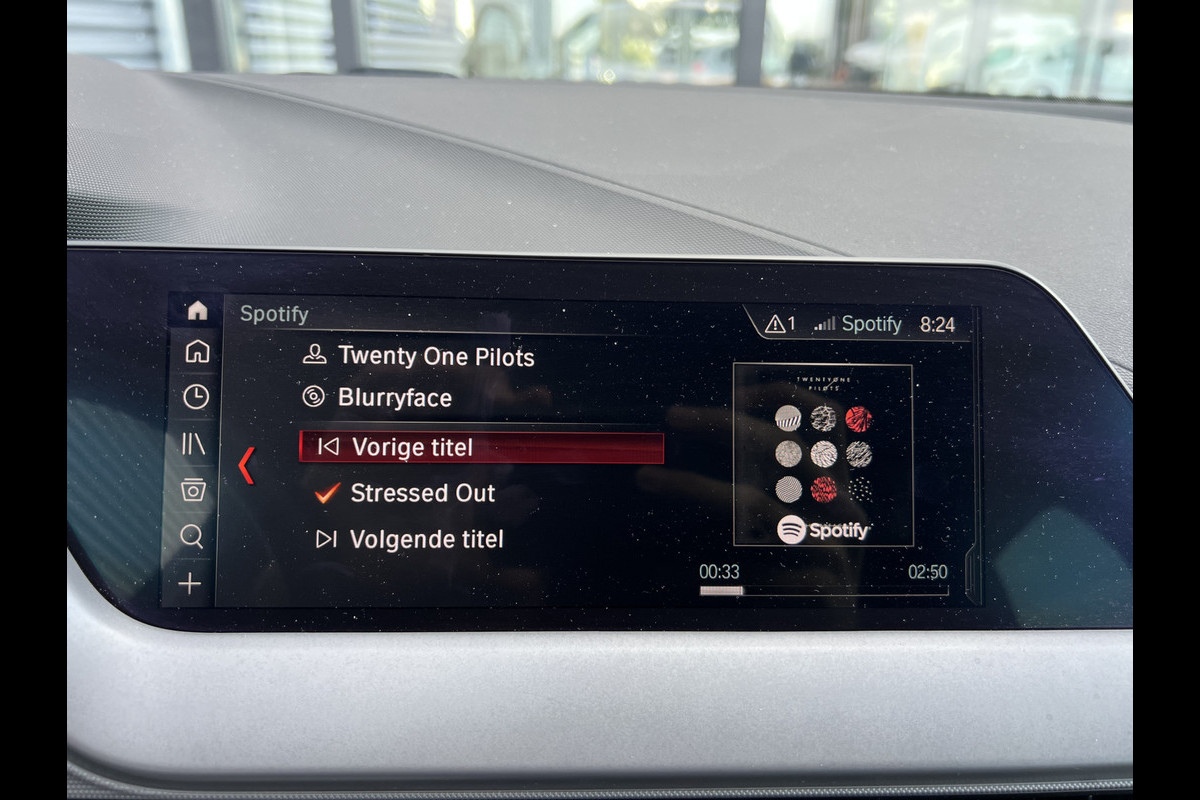 Spotify
1 Spotify 8:24
Twenty One Pilots
Blurryface
Vorige titel
Stressed Out
Volgende titel
TWENTY ONE
PILOTS
Spotify
00:33 02:50